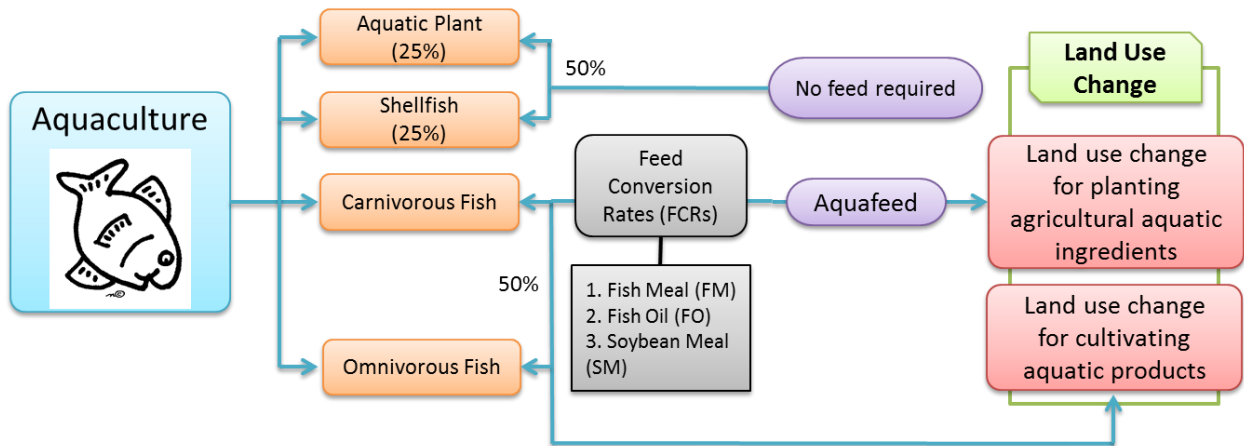 Aquaculture
Aquatic Plant
(25%)
Shellfish
(25%)
Carnivorous Fish
Omnivorous Fish
50%
50%
No feed required
Feed
Conversion
Rates (FCRs)
1. Fish Meal (FM)
2. Fish Oil (FO)
3. Soybean Meal
(SM)
Aquafeed
Land Use
Change
Land use change
for planting
agricultural aquatic
ingredients
Land use change
for cultivating
aquatic products